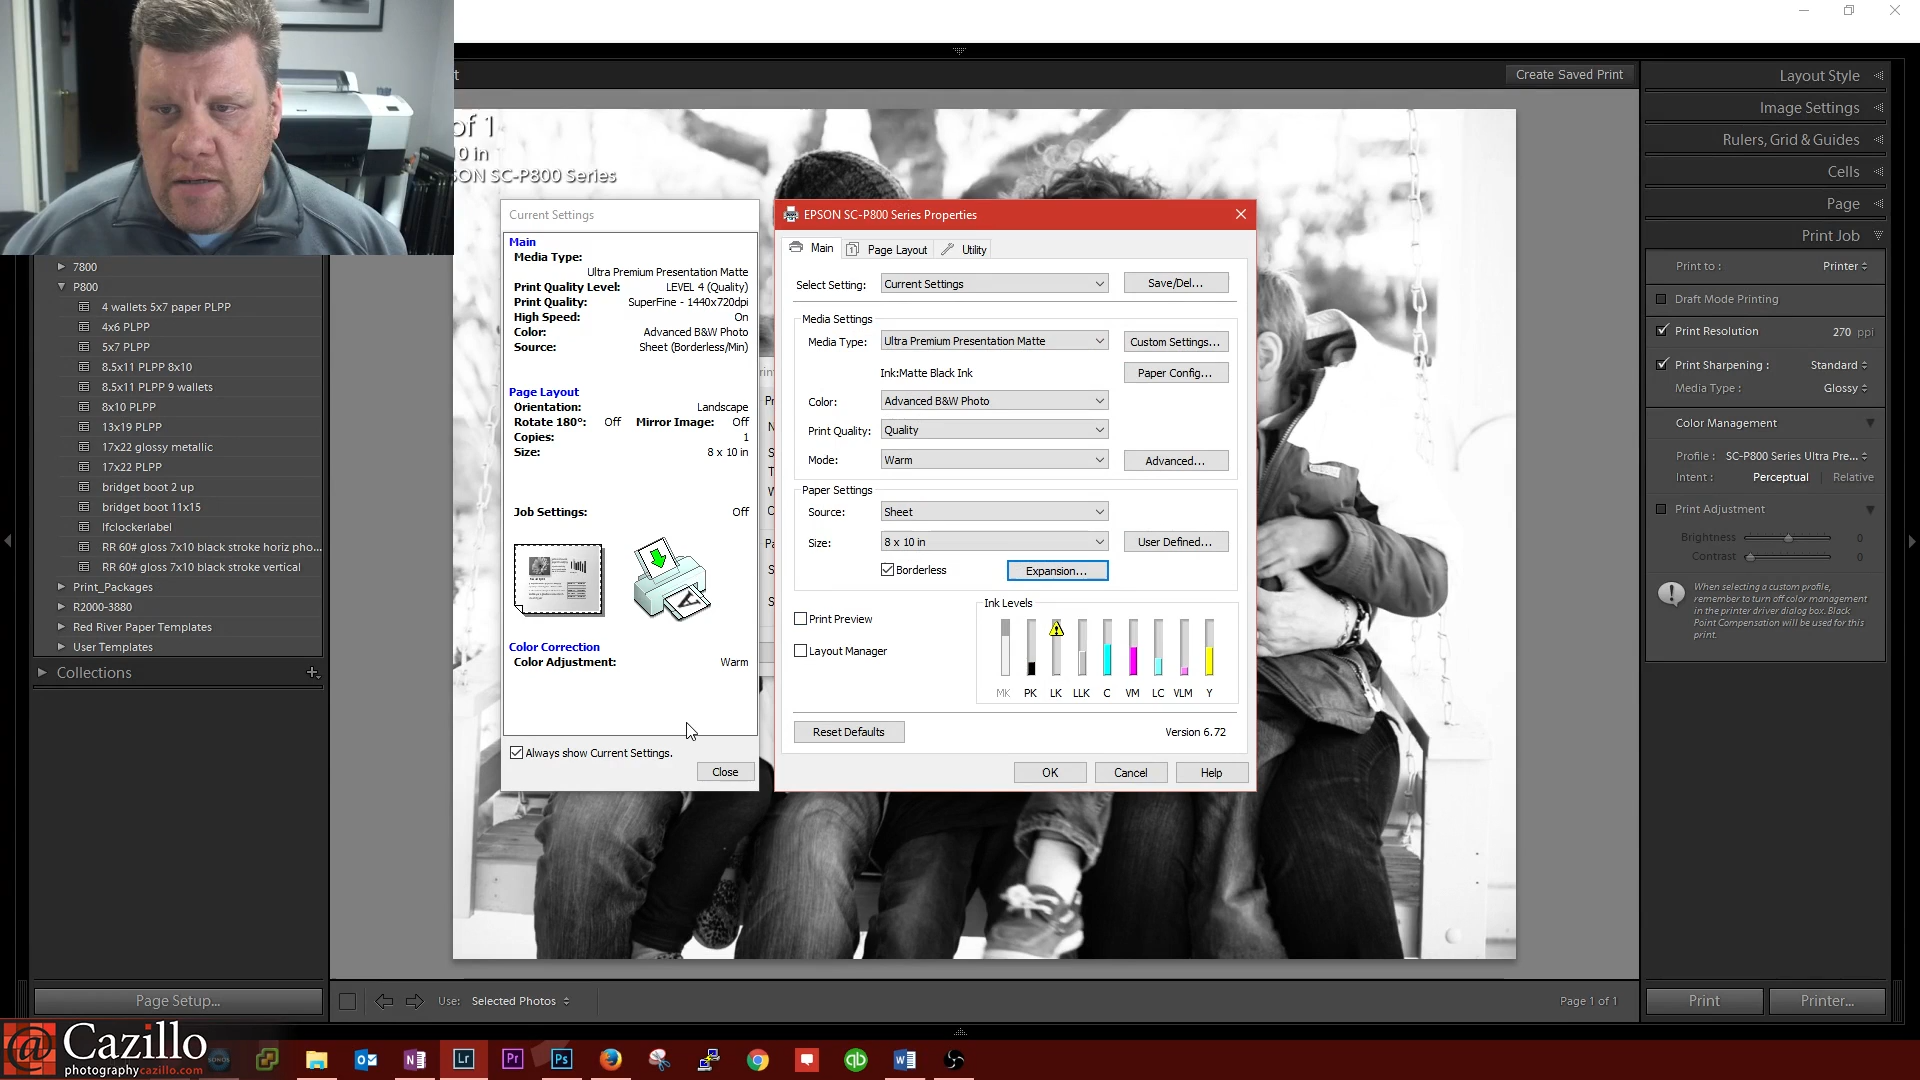 t
Create Saved Print
of 1
0 in
SON SC-P800 Series
7800
P800
4 wallets 5x7 paper PLPP
4x6 PLPP
5x7 PLPP
8.5x11 PLPP 8x10
8.5x11 PLPP 9 wallets
8x10 PLPP
13x19 PLPP
17x22 glossy metallic
17x22 PLPP
bridget boot 2 up
bridget boot 11x15
lfclockerlabel
RR 60# gloss 7x10 black stroke horiz pho...
RR 60# gloss 7x10 black stroke vertical
Print_Packages
R2000-3880
Red River Paper Templates
User Templates
Collections
Page Setup...
Current Settings
Main
Media Type:
Ultra Premium Presentation Matte
Print Quality Level: LEVEL 4 (Quality)
Print Quality: SuperFine - 1440x720dpi
High Speed: On
Color: Advanced B&W Photo
Source: Sheet (Borderless/Min)
Page Layout
Orientation: Landscape
Rotate 180°: Off Mirror Image: Off
Copies: 1
Size: 8 x 10 in
Job Settings: Off
Color Correction
Color Adjustment: Warm
Always show Current Settings.
Close
EPSON SC-P800 Series Properties
Main Page Layout Utility
Select Setting: Current Settings Save/Del...
Media Settings
Media Type: Ultra Premium Presentation Matte Custom Settings...
Ink:Matte Black Ink Paper Config...
Color: Advanced B&W Photo
Print Quality: Quality
Mode: Warm Advanced...
Paper Settings
Source: Sheet
Size: 8 x 10 in User Defined...
Borderless Expansion...
Print Preview
Layout Manager
Ink Levels
MK PK LK LLK C VM LC VLM Y
Reset Defaults Version 6.72
OK Cancel Help
Layout Style
Image Settings
Rulers, Grid & Guides
Cells
Page
Print Job
Print to : Printer
Draft Mode Printing
Print Resolution 270 ppi
Print Sharpening : Standard
Media Type : Glossy
Color Management
Profile : SC-P800 Series Ultra Pre...
Intent : Perceptual Relative
Print Adjustment
Brightness 0
Contrast 0
When selecting a custom profile,
remember to turn off color management
in the printer driver dialog box. Black
Point Compensation will be used for this
print.
Use: Selected Photos
Page 1 of 1
Print Printer...
@ Cazillo
photographycazillo.com
SONOS
Lr Pr Ps qb